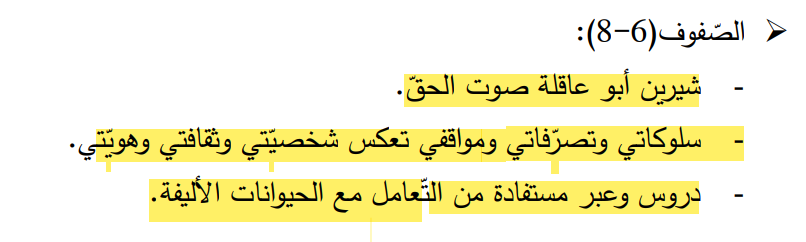 ➢ الصّفوف(6-8):
- شيرين أبو عاقلة صوت الحقّ.
- سلوكاتي وتصرّفاتي ومواقفي تعكس شخصيّتي وثقافتي وهويّتي.
- دروس وعبر مستفادة من التّعامل مع الحيوانات الأليفة.